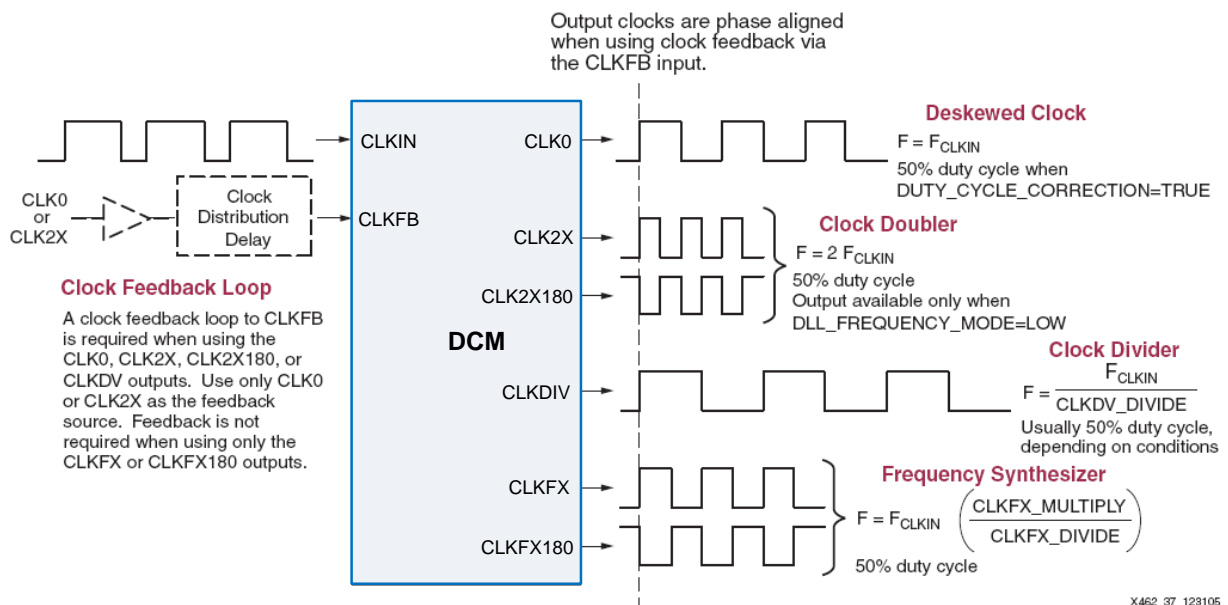 Output clocks are phase aligned
when using clock feedback via
the CLKFB input.
CLKIN
CLK0
or
CLK2X
Clock
Distribution
Delay
CLKFB
Clock Feedback Loop
A clock feedback loop to CLKFB
is required when using the
CLK0, CLK2X, CLK2X180, or
CLKDV outputs. Use only CLK0
or CLK2X as the feedback
source. Feedback is not
required when using only the
CLKFX or CLKFX180 outputs.
DCM
CLK0
CLK2X
CLK2X180
CLKDIV
CLKFX
CLKFX180
Deskewed Clock
F = FCLKIN
50% duty cycle when
DUTY_CYCLE_CORRECTION=TRUE
Clock Doubler
F = 2 FCLKIN
50% duty cycle
Output available only when
DLL_FREQUENCY_MODE=LOW
Clock Divider
F = FCLKIN
CLKDV_DIVIDE
Usually 50% duty cycle,
depending on conditions
Frequency Synthesizer
F = FCLKIN (CLKFX_MULTIPLY
CLKFX_DIVIDE)
50% duty cycle
X462_37_123105